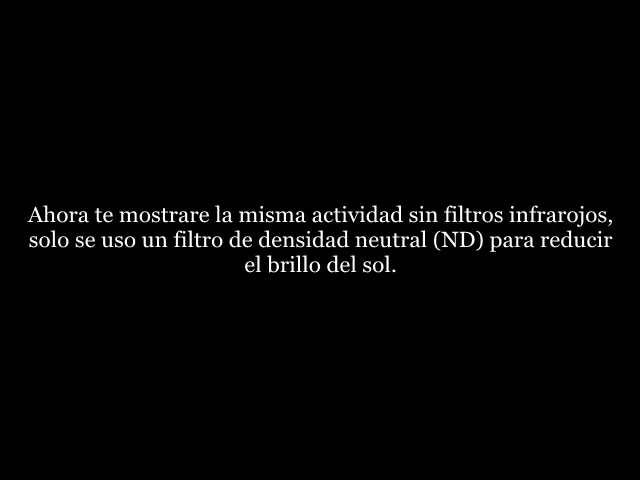 Ahora te mostrare la misma actividad sin filtros infrarojos,
solo se uso un filtro de densidad neutral (ND) para reducir
el brillo del sol.